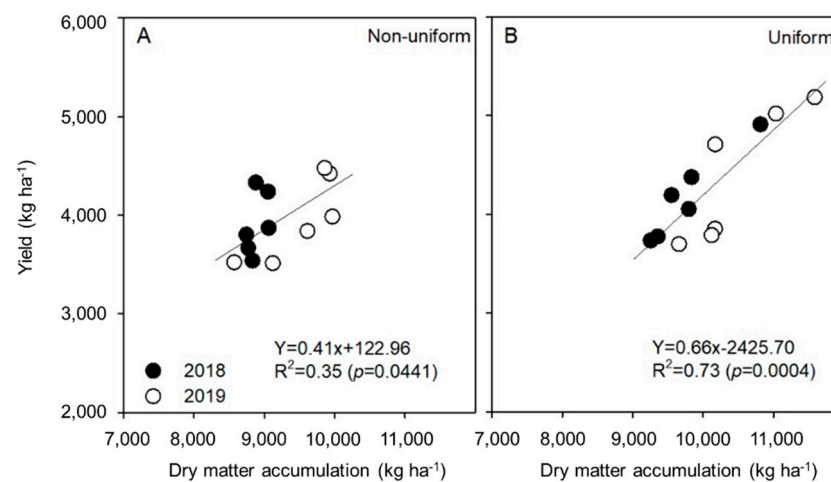 A
Non-uniform
B
Uniform
6,000
5,000
4,000
3,000
2,000
Yield (kg ha⁻¹)
Y=0.41x+122.96
R²=0.35 (p=0.0441)
2018
2019
Y=0.66x-2425.70
R²=0.73 (p=0.0004)
7,000 8,000 9,000 10,000 11,000
7,000 8,000 9,000 10,000 11,000
Dry matter accumulation (kg ha⁻¹)
Dry matter accumulation (kg ha⁻¹)